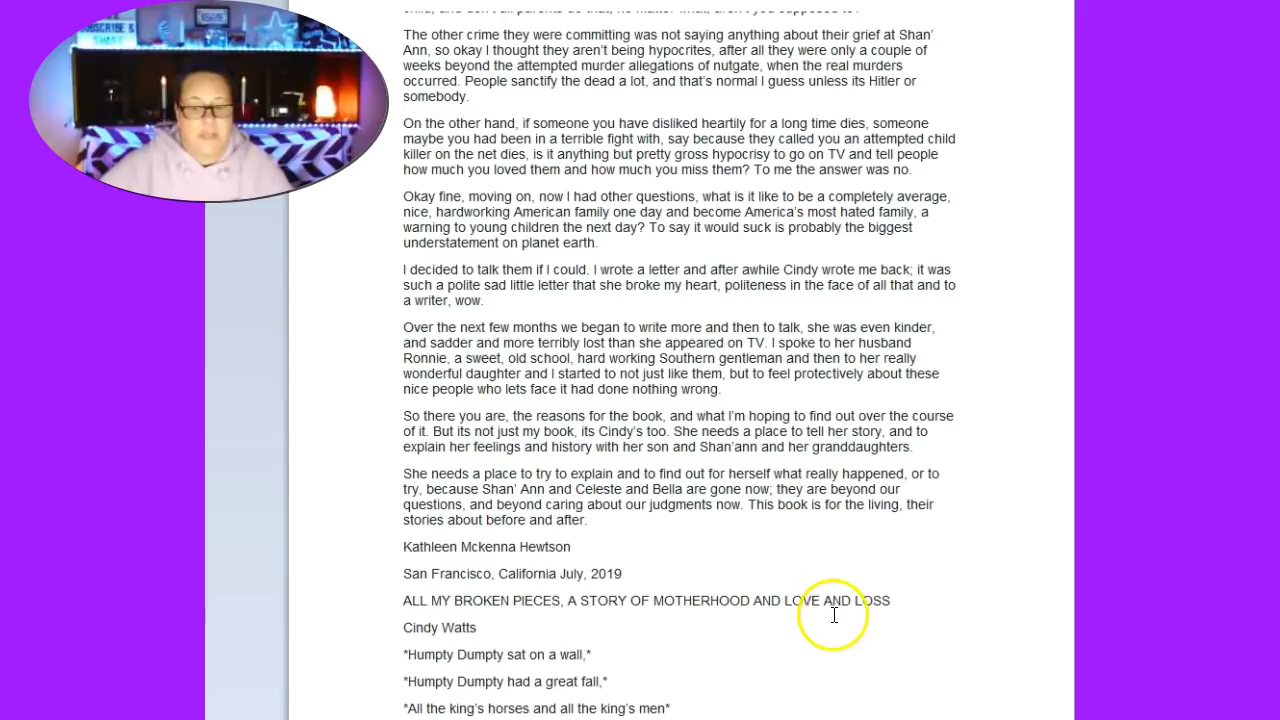 SUBSCRIBE &
child, and don't all parents do that, no matter what, aren't you supposed to?
The other crime they were committing was not saying anything about their grief at Shan'
Ann, so okay I thought they aren't being hypocrites, after all they were only a couple of
weeks beyond the attempted murder allegations of nutgate, when the real murders
occurred. People sanctify the dead a lot, and that's normal I guess unless its Hitler or
somebody.
On the other hand, if someone you have disliked heartily for a long time dies, someone
maybe you had been in a terrible fight with, say because they called you an attempted child
killer on the net dies, is it anything but pretty gross hypocrisy to go on TV and tell people
how much you loved them and how much you miss them? To me the answer was no.
Okay fine, moving on, now I had other questions, what is it like to be a completely average,
nice, hardworking American family one day and become America's most hated family, a
warning to young children the next day? To say it would suck is probably the biggest
understatement on planet earth.
I decided to talk them if I could. I wrote a letter and after awhile Cindy wrote me back; it was
such a polite sad little letter that she broke my heart, politeness in the face of all that and to
a writer, wow.
Over the next few months we began to write more and then to talk, she was even kinder,
and sadder and more terribly lost than she appeared on TV. I spoke to her husband
Ronnie, a sweet, old school, hard working Southern gentleman and then to her really
wonderful daughter and I started to not just like them, but to feel protectively about these
nice people who lets face it had done nothing wrong.
So there you are, the reasons for the book, and what I'm hoping to find out over the course
of it. But its not just my book, its Cindy's too. She needs a place to tell her story, and to
explain her feelings and history with her son and Shan'ann and her granddaughters.
She needs a place to try to explain and to find out for herself what really happened, or to
try, because Shan' Ann and Celeste and Bella are gone now; they are beyond our
questions, and beyond caring about our judgments now. This book is for the living, their
stories about before and after.
Kathleen Mckenna Hewtson
San Francisco, California July, 2019
ALL MY BROKEN PIECES, A STORY OF MOTHERHOOD AND LOVE AND LOSS
Cindy Watts
*Humpty Dumpty sat on a wall,*
*Humpty Dumpty had a great fall,*
*All the king's horses and all the king's men*